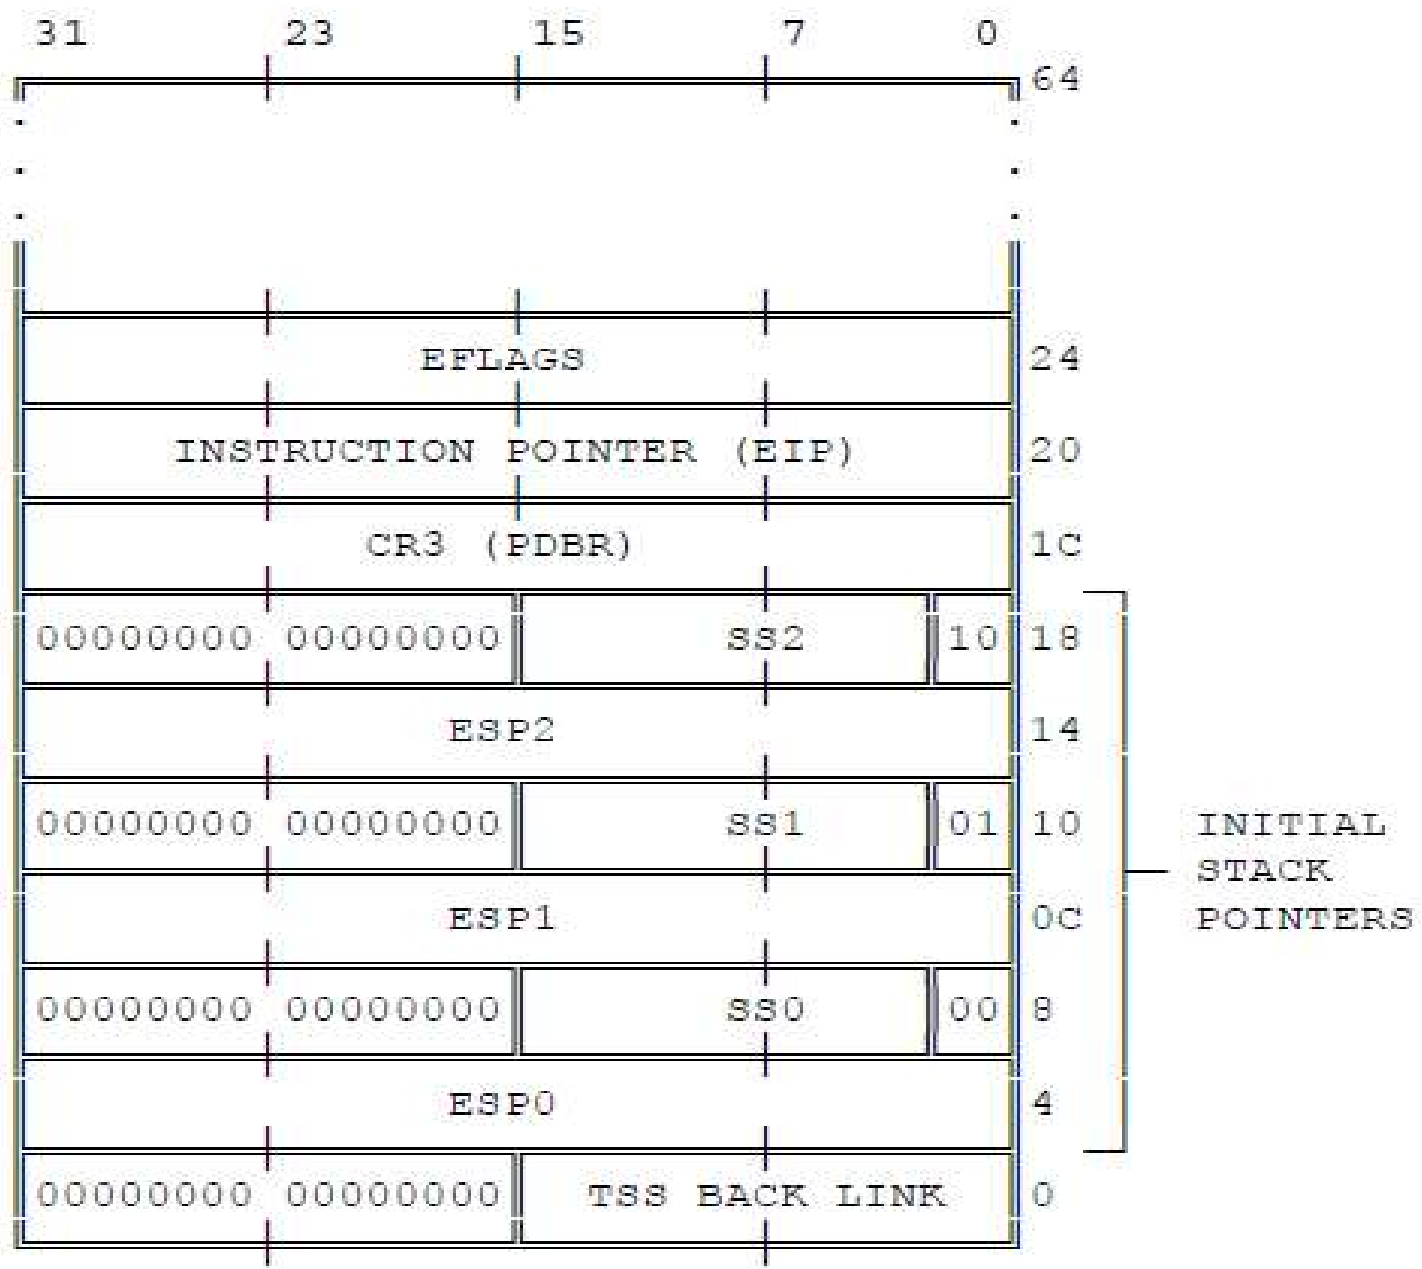 31 23 15 7 0
64
EFLAGS 24
INSTRUCTION POINTER (EIP) 20
CR3 (PDBR) 1C
00000000 00000000 SS2 10 18
ESP2 14
00000000 00000000 SS1 01 10 INITIAL
STACK
ESP1 0C POINTERS
00000000 00000000 SS0 00 8
ESP0 4
00000000 00000000 TSS BACK LINK 0